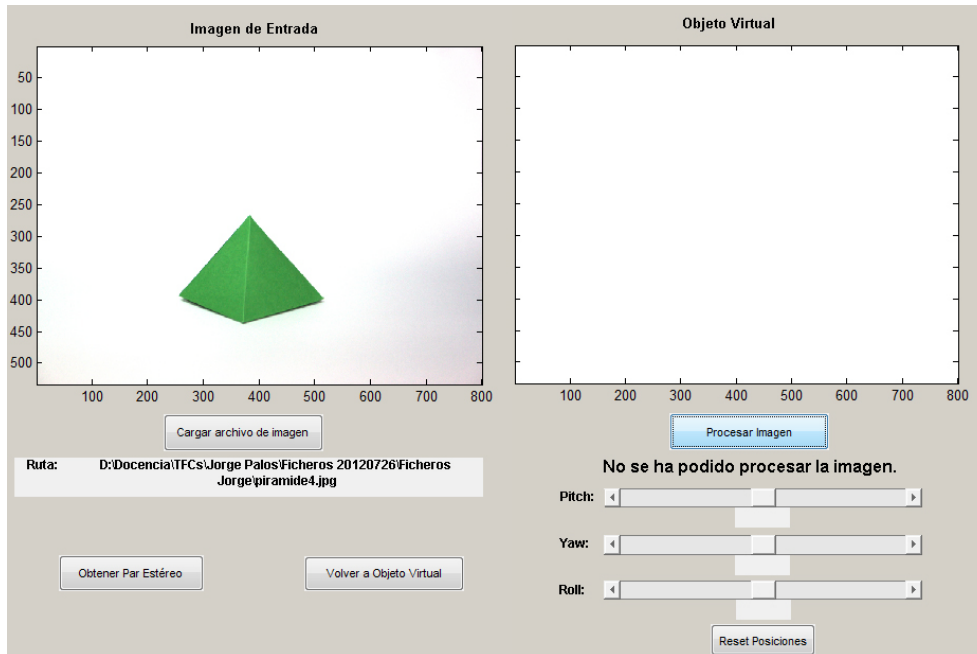 Imagen de Entrada
50
100
150
200
250
300
350
400
450
500
100 200 300 400 500 600 700 800
Cargar archivo de imagen
Ruta: D:\Docencia\TFCs\Jorge Palos\Ficheros 20120726\Ficheros
Jorge\piramide4.jpg
Obtener Par Estéreo
Volver a Objeto Virtual
Objeto Virtual
100 200 300 400 500 600 700 800
Procesar Imagen
No se ha podido procesar la imagen.
Pitch:
Yaw:
Roll:
Reset Posiciones